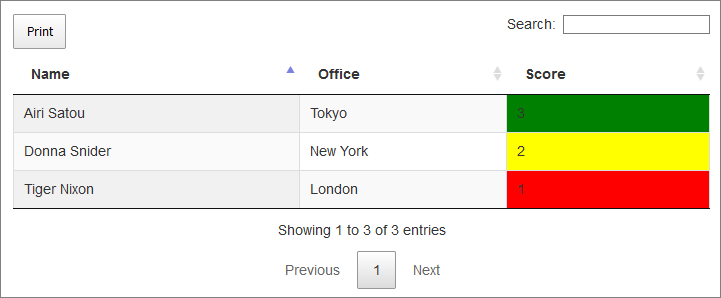 Print Search:
Name Office Score
Airi Satou Tokyo 3
Donna Snider New York 2
Tiger Nixon London 1
Showing 1 to 3 of 3 entries
Previous 1 Next